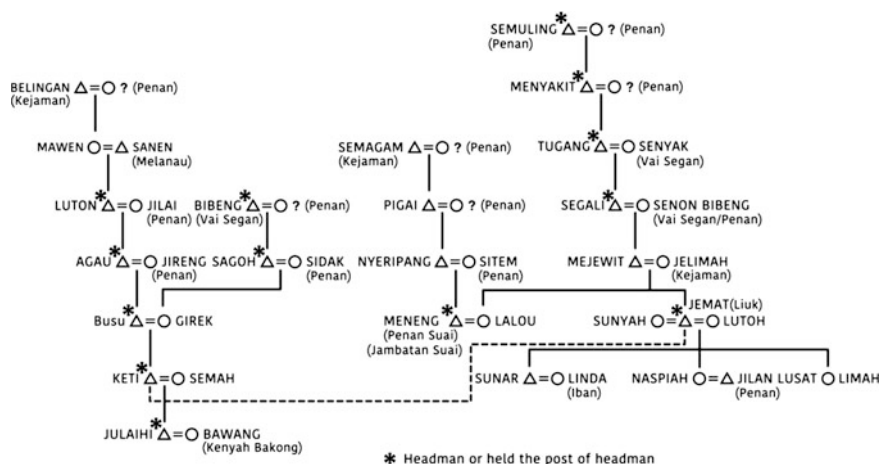 SEMULING * = ? (Penan)
(Penan)
BELINGAN = ? (Penan)
(Kejaman)
MENYAKIT * = ? (Penan)
MAWEN = SANEN
(Melanau)
SEMAGAM = ? (Penan)
(Kejaman)
TUGANG * = SENYAK
(Vai Segan)
LUTON * = JILAI
(Penan)
BIBENG * = ? (Penan)
(Vai Segan)
PIGAI = ? (Penan)
SEGALI * = SENON BIBENG
(Vai Segan/Penan)
AGAU * = JIRENG
(Penan)
SAGOH * = SIDAK
(Penan)
NYERIPANG = SITEM
(Penan)
MEJEWIT = JELIMAH
(Kejaman)
Busu * = GIREK
MENENG * = LALOU
(Penan Suai)
(Jambatan Suai)
JEMAT(Liuk)
SUNYAH = * = LUTOH
KETI * = SEMAH
SUNAR = LINDA
(Iban)
NASPIAH = JILAN LUSAT
(Penan)
LIMAH
JULAIHI * = BAWANG
(Kenyah Bakong)
* Headman or held the post of headman